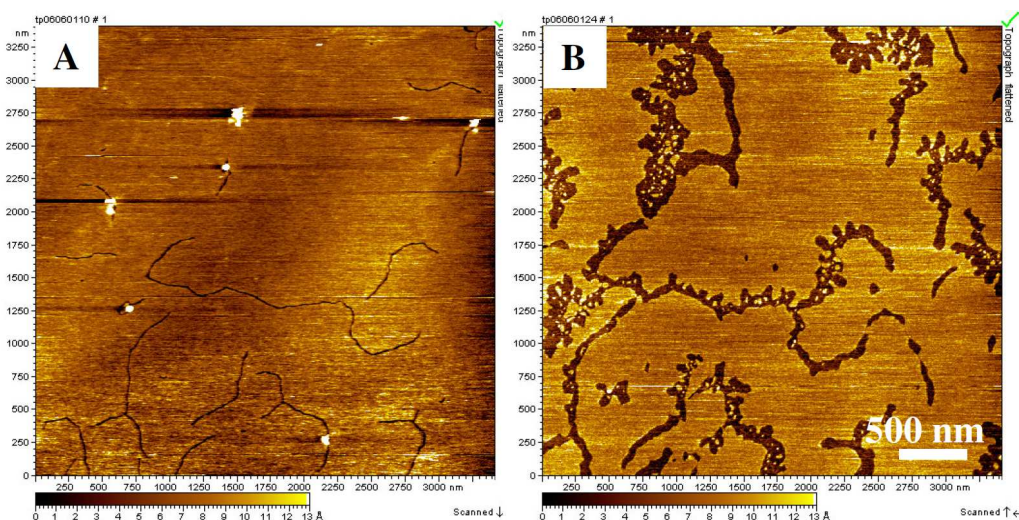 tp06060110 # 1
nm
A
3250
3000
2750
2500
2250
2000
1750
1500
1250
1000
750
500
250
0
250 500 750 1000 1250 1500 1750 2000 2250 2500 2750 3000 nm
0 1 2 3 4 5 6 7 8 9 10 11 12 13 Å
Scanned ↓
Topograph flattened
tp06060124 # 1
nm
B
3250
3000
2750
2500
2250
2000
1750
1500
1250
1000
750
500
250
0
500 nm
250 500 750 1000 1250 1500 1750 2000 2250 2500 2750 3000 nm
0 1 2 3 4 5 6 7 8 9 10 11 12 13 Å
Scanned ↑
Topograph flattened